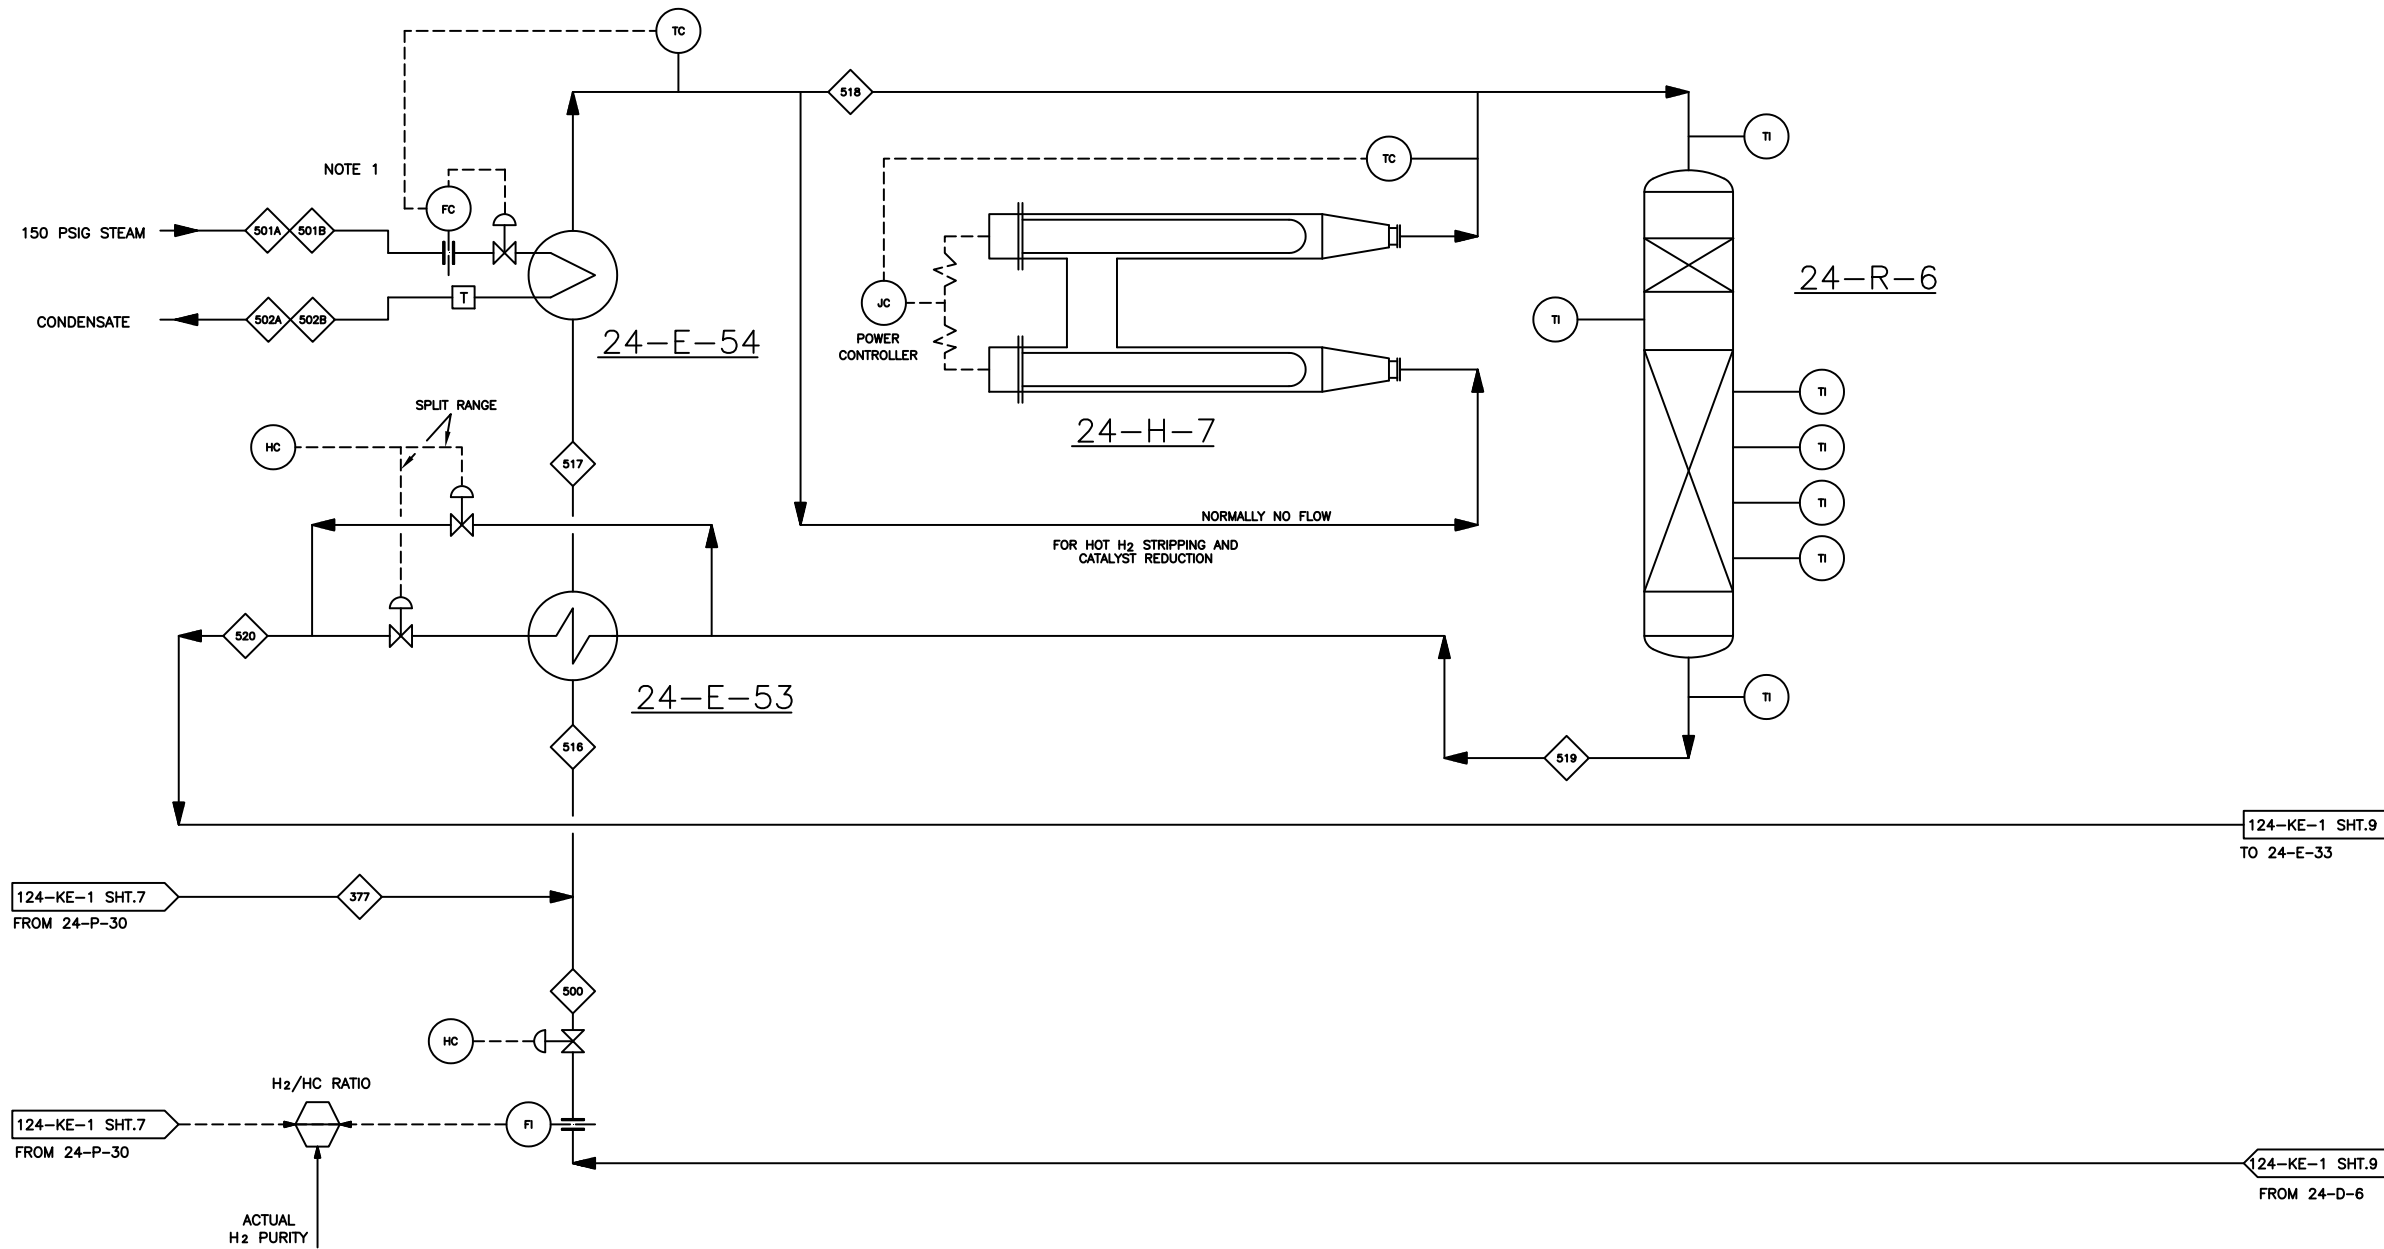 TC
518
TI
NOTE 1
TC
FC
150 PSIG STEAM
501A
501B
24-R-6
T
JC
CONDENSATE
502A
502B
TI
24-E-54
POWER
CONTROLLER
TI
SPLIT RANGE
24-H-7
HC
TI
517
TI
NORMALLY NO FLOW
FOR HOT H2 STRIPPING AND
CATALYST REDUCTION
TI
520
24-E-53
TI
516
519
124-KE-1 SHT.9
TO 24-E-33
124-KE-1 SHT.7
377
FROM 24-P-30
500
HC
H2/HC RATIO
124-KE-1 SHT.7
FI
FROM 24-P-30
124-KE-1 SHT.9
FROM 24-D-6
ACTUAL
H2 PURITY